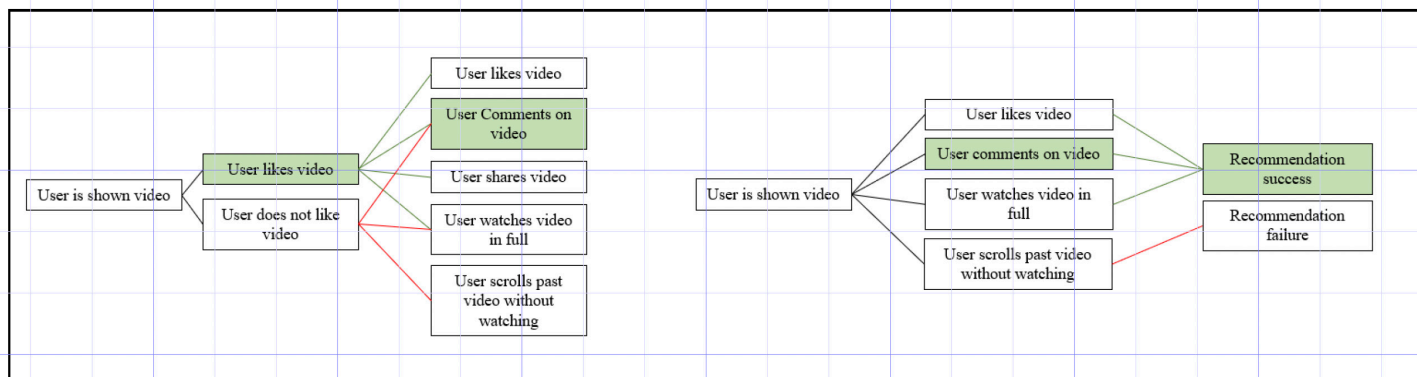 User is shown video
User likes video
User does not like
video
User likes video
User Comments on
video
User shares video
User watches video
in full
User scrolls past
video without
watching
User is shown video
User likes video
User comments on video
User watches video in
full
User scrolls past video
without watching
Recommendation
success
Recommendation
failure